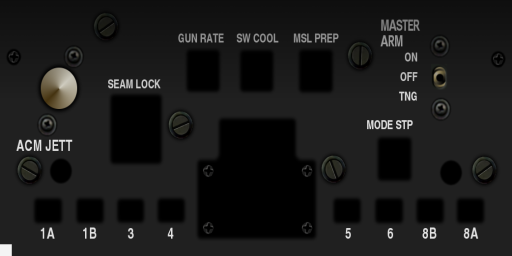 GUN RATE SW COOL MSL PREP
MASTER
ARM
ON
OFF
TNG
SEAM LOCK
MODE STP
ACM JETT
1A 1B 3 4 5 6 8B 8A